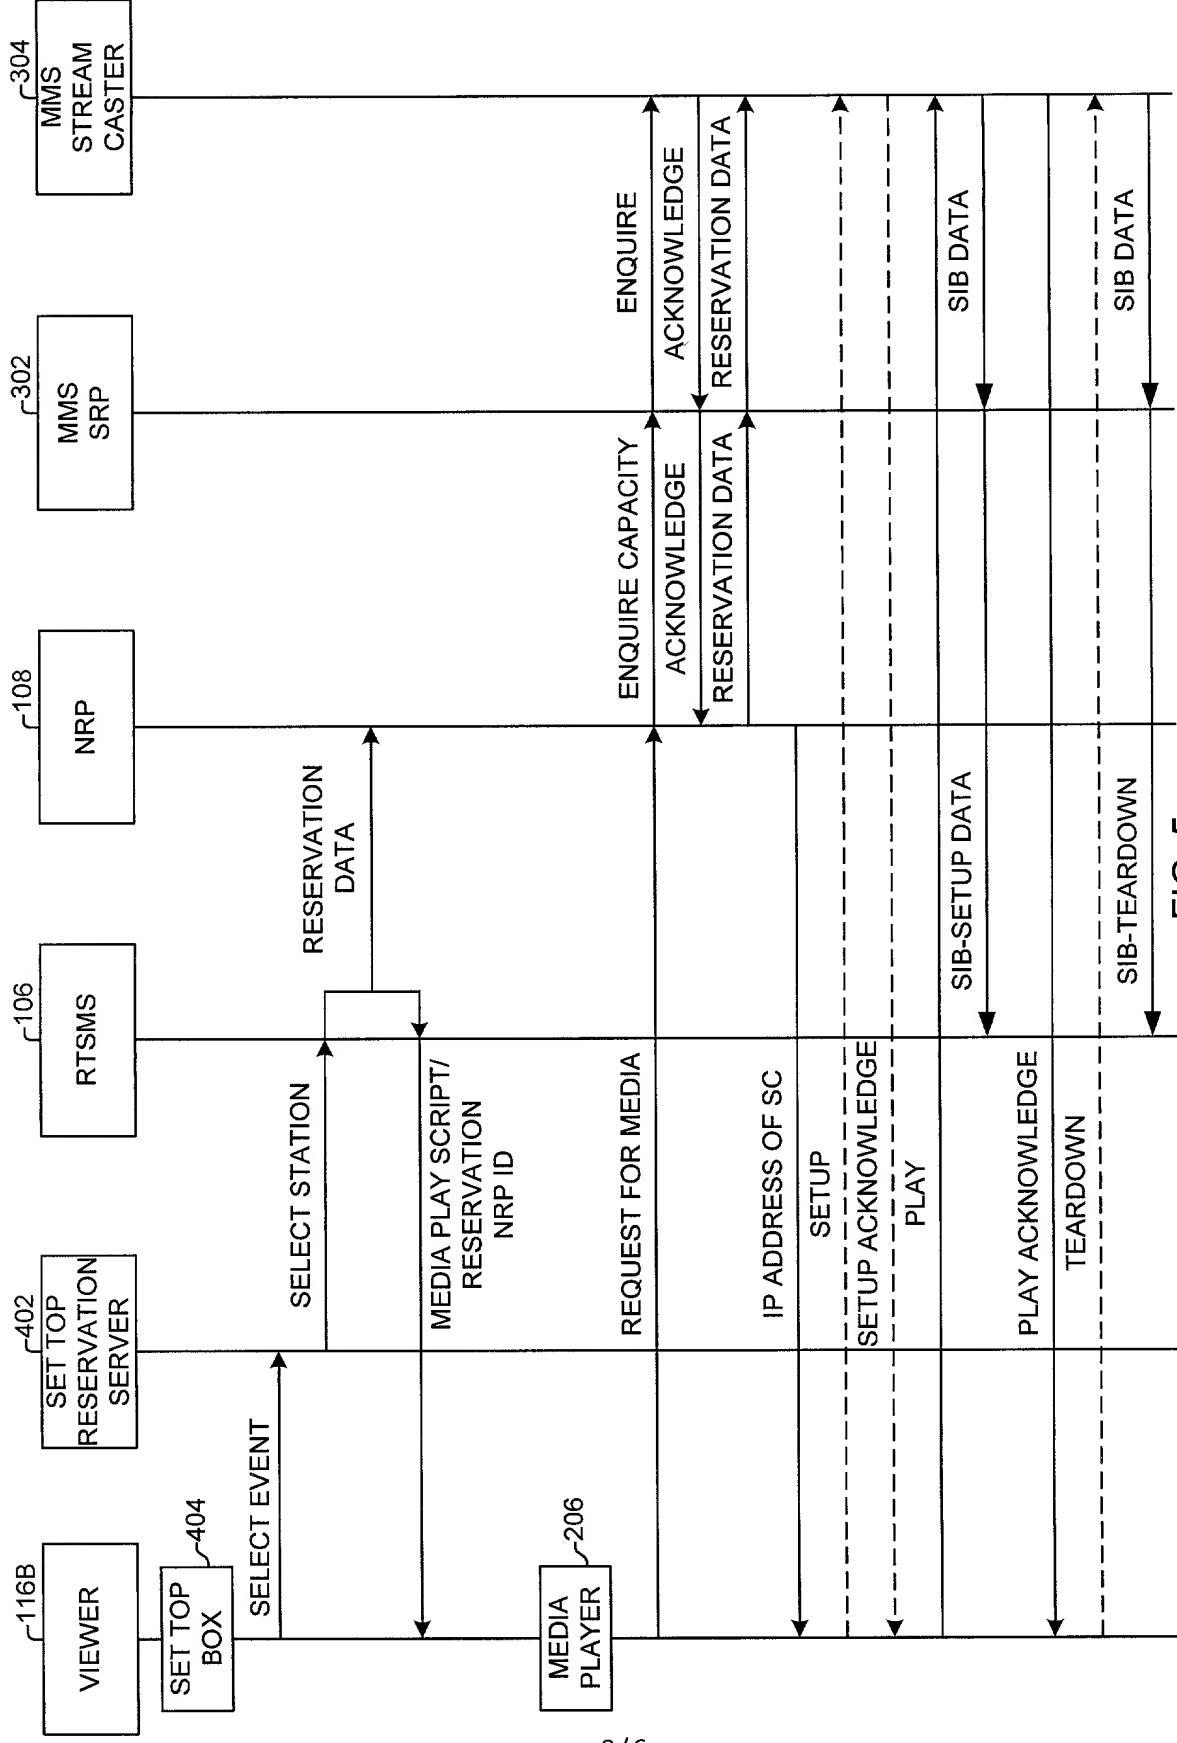 116B
VIEWER
402
SET TOP
RESERVATION
SERVER
106
RTSMS
108
NRP
302
MMS
SRP
304
MMS
STREAM
CASTER
404
SET TOP
BOX
SELECT EVENT
SELECT STATION
RESERVATION
DATA
MEDIA PLAY SCRIPT/
RESERVATION
NRP ID
206
MEDIA
PLAYER
REQUEST FOR MEDIA
ENQUIRE CAPACITY
ENQUIRE
ACKNOWLEDGE
ACKNOWLEDGE
RESERVATION DATA
RESERVATION DATA
IP ADDRESS OF SC
SETUP
SETUP ACKNOWLEDGE
PLAY
SIB-SETUP DATA
SIB DATA
PLAY ACKNOWLEDGE
TEARDOWN
SIB-TEARDOWN
SIB DATA